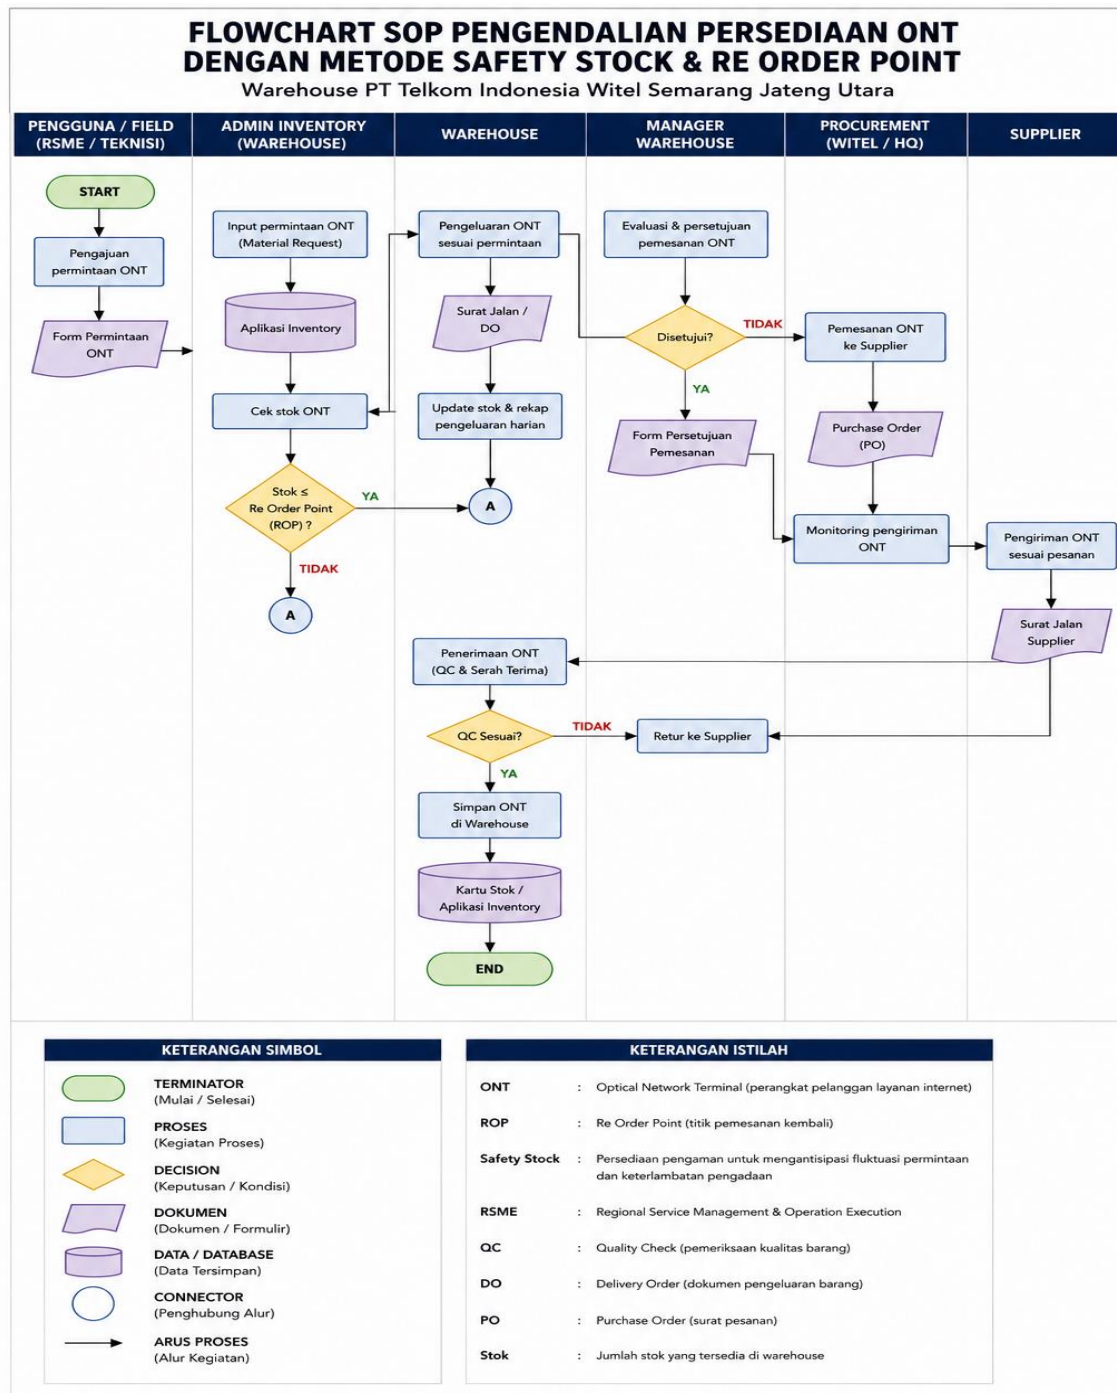 FLOWCHART SOP PENGENDALIAN PERSEDIAAN ONT
DENGAN METODE SAFETY STOCK & RE ORDER POINT
Warehouse PT Telkom Indonesia Witel Semarang Jateng Utara
PENGGUNA / FIELD
(RSME / TEKNISI)
ADMIN INVENTORY
(WAREHOUSE)
WAREHOUSE
MANAGER
WAREHOUSE
PROCUREMENT
(WITEL / HQ)
SUPPLIER
START
Pengajuan
permintaan ONT
Form Permintaan
ONT
Input permintaan ONT
(Material Request)
Aplikasi Inventory
Cek stok ONT
Stok ≤
Re Order Point
(ROP) ?
YA
TIDAK
A
Pengeluaran ONT
sesuai permintaan
Surat Jalan /
DO
Update stok & rekap
pengeluaran harian
A
Evaluasi & persetujuan
pemesanan ONT
Disetujui?
TIDAK
YA
Form Persetujuan
Pemesanan
Pemesanan ONT
ke Supplier
Purchase Order
(PO)
Monitoring pengiriman
ONT
Pengiriman ONT
sesuai pesanan
Surat Jalan
Supplier
Penerimaan ONT
(QC & Serah Terima)
QC Sesuai?
TIDAK
Retur ke Supplier
YA
Simpan ONT
di Warehouse
Kartu Stok /
Aplikasi Inventory
END
KETERANGAN SIMBOL
TERMINATOR
(Mulai / Selesai)
PROSES
(Kegiatan Proses)
DECISION
(Keputusan / Kondisi)
DOKUMEN
(Dokumen / Formulir)
DATA / DATABASE
(Data Tersimpan)
CONNECTOR
(Penghubung Alur)
ARUS PROSES
(Alur Kegiatan)
KETERANGAN ISTILAH
ONT : Optical Network Terminal (perangkat pelanggan layanan internet)
ROP : Re Order Point (titik pemesanan kembali)
Safety Stock : Persediaan pengaman untuk mengantisipasi fluktuasi permintaan
dan keterlambatan pengadaan
RSME : Regional Service Management & Operation Execution
QC : Quality Check (pemeriksaan kualitas barang)
DO : Delivery Order (dokumen pengeluaran barang)
PO : Purchase Order (surat pesanan)
Stok : Jumlah stok yang tersedia di warehouse